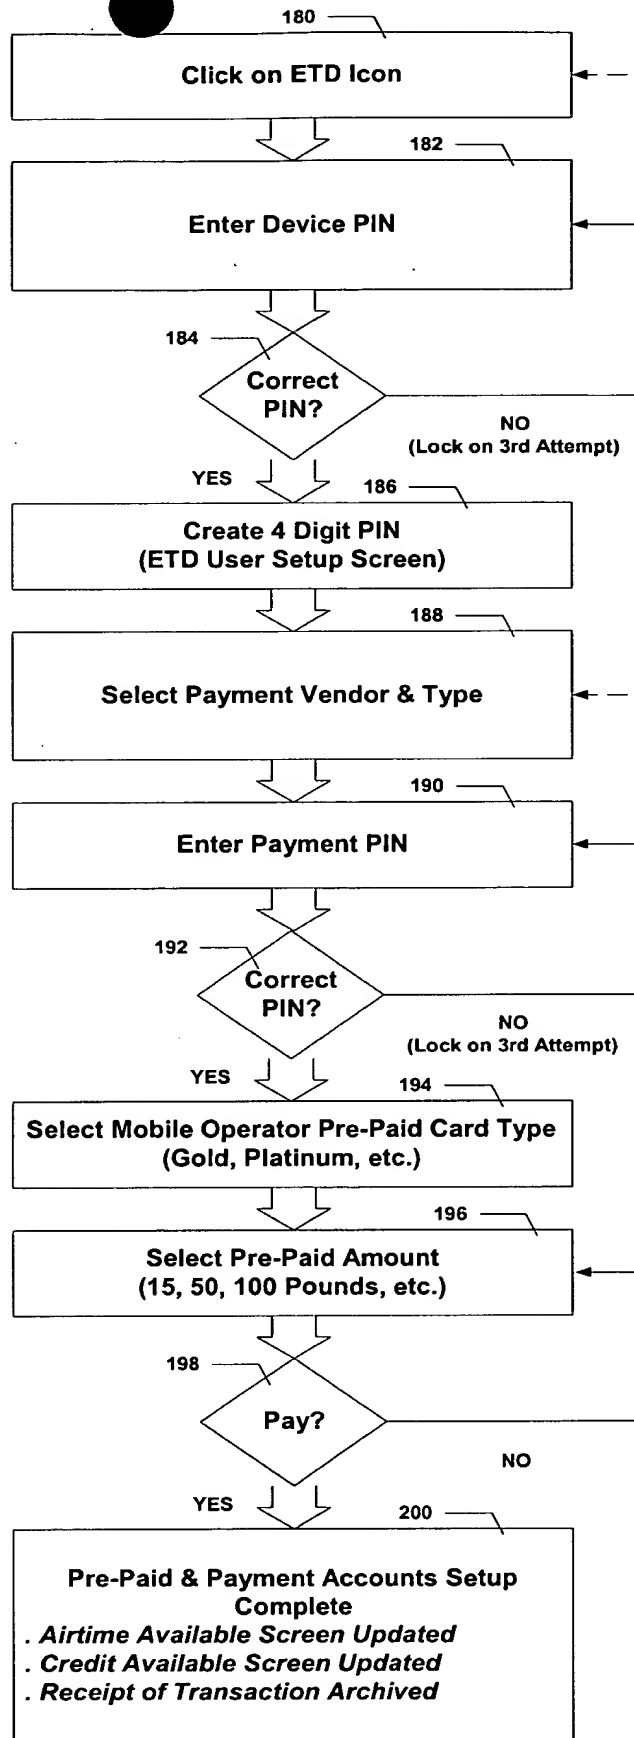 180
Click on ETD Icon
182
Enter Device PIN
184
Correct
PIN?
NO
(Lock on 3rd Attempt)
YES
186
Create 4 Digit PIN
(ETD User Setup Screen)
188
Select Payment Vendor & Type
190
Enter Payment PIN
192
Correct
PIN?
NO
(Lock on 3rd Attempt)
YES
194
Select Mobile Operator Pre-Paid Card Type
(Gold, Platinum, etc.)
196
Select Pre-Paid Amount
(15, 50, 100 Pounds, etc.)
198
Pay?
NO
YES
200
Pre-Paid & Payment Accounts Setup
Complete
. Airtime Available Screen Updated
. Credit Available Screen Updated
. Receipt of Transaction Archived